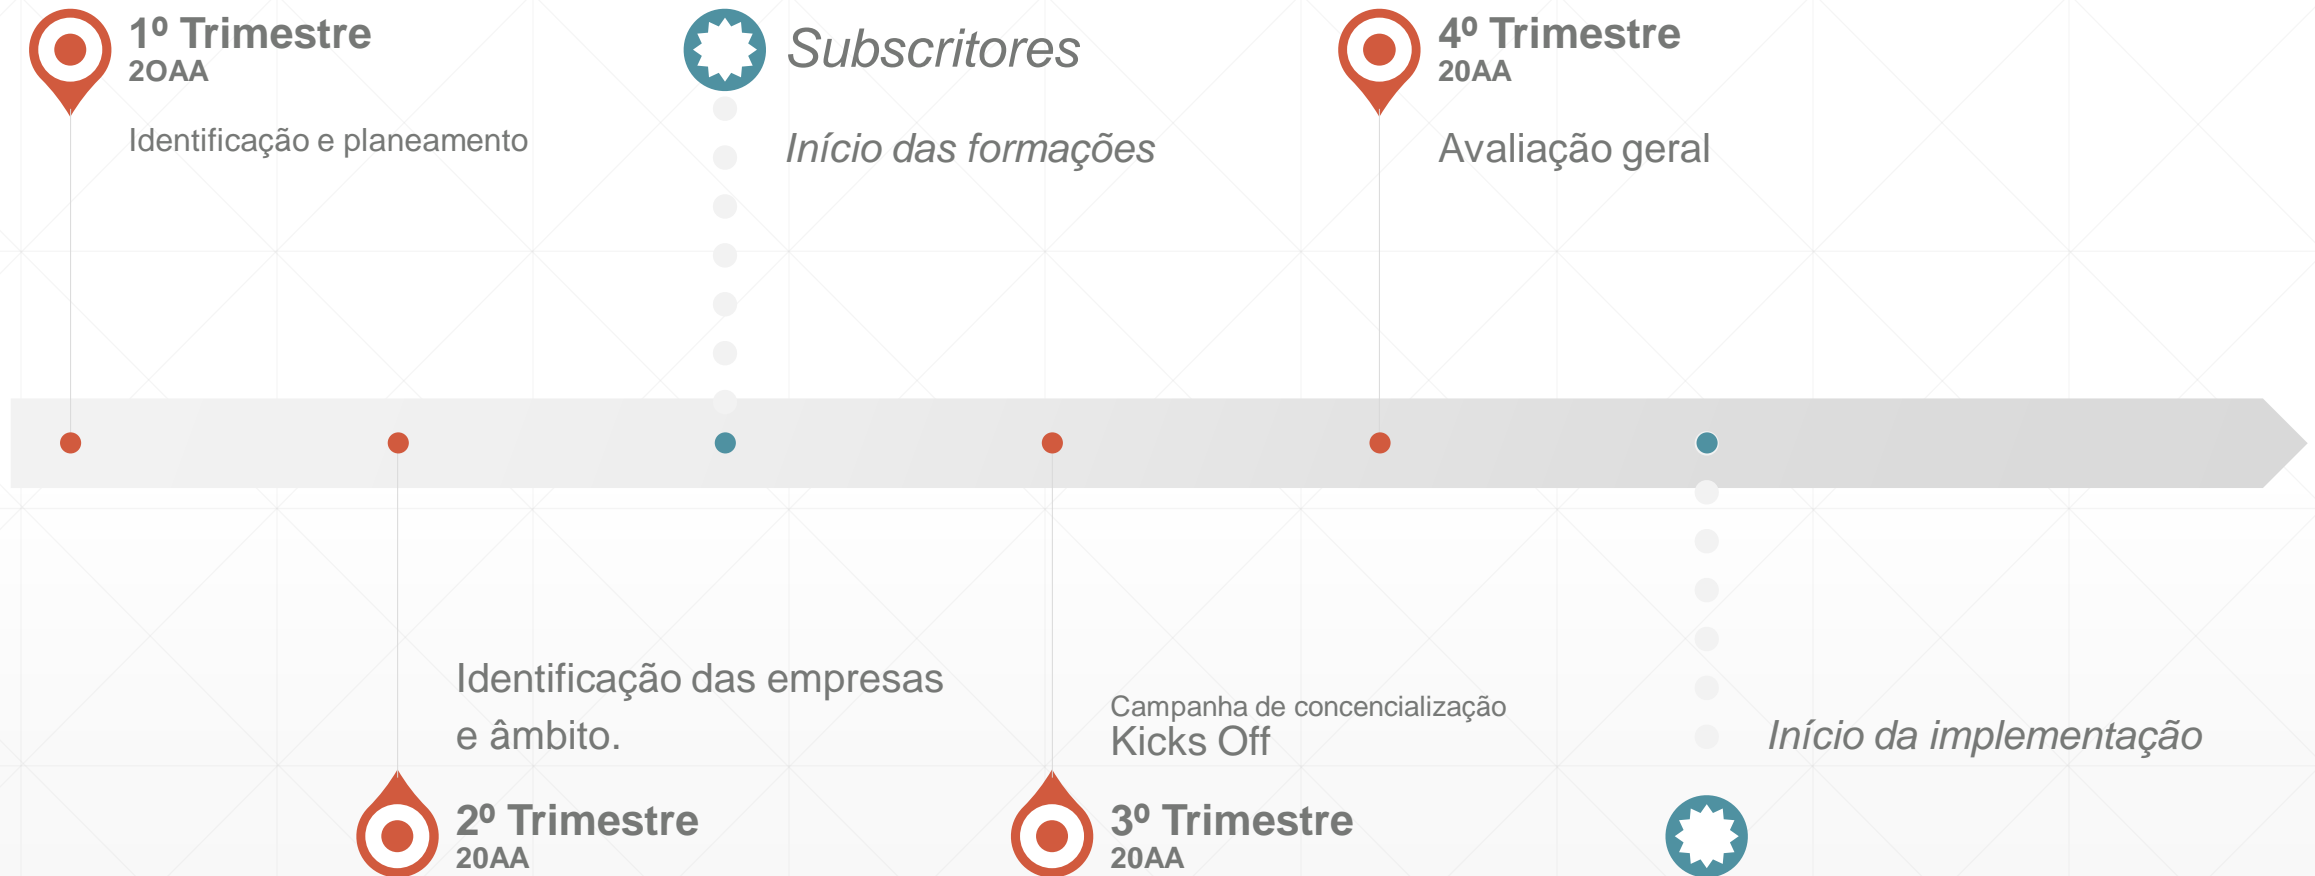 1º Trimestre
2OAA
Identificação e planeamento
Subscritores
Início das formações
4º Trimestre
20AA
Avaliação geral
Identificação das empresas
e âmbito.
2º Trimestre
20AA
Campanha de concencialização
Kicks Off
3º Trimestre
20AA
Início da implementação